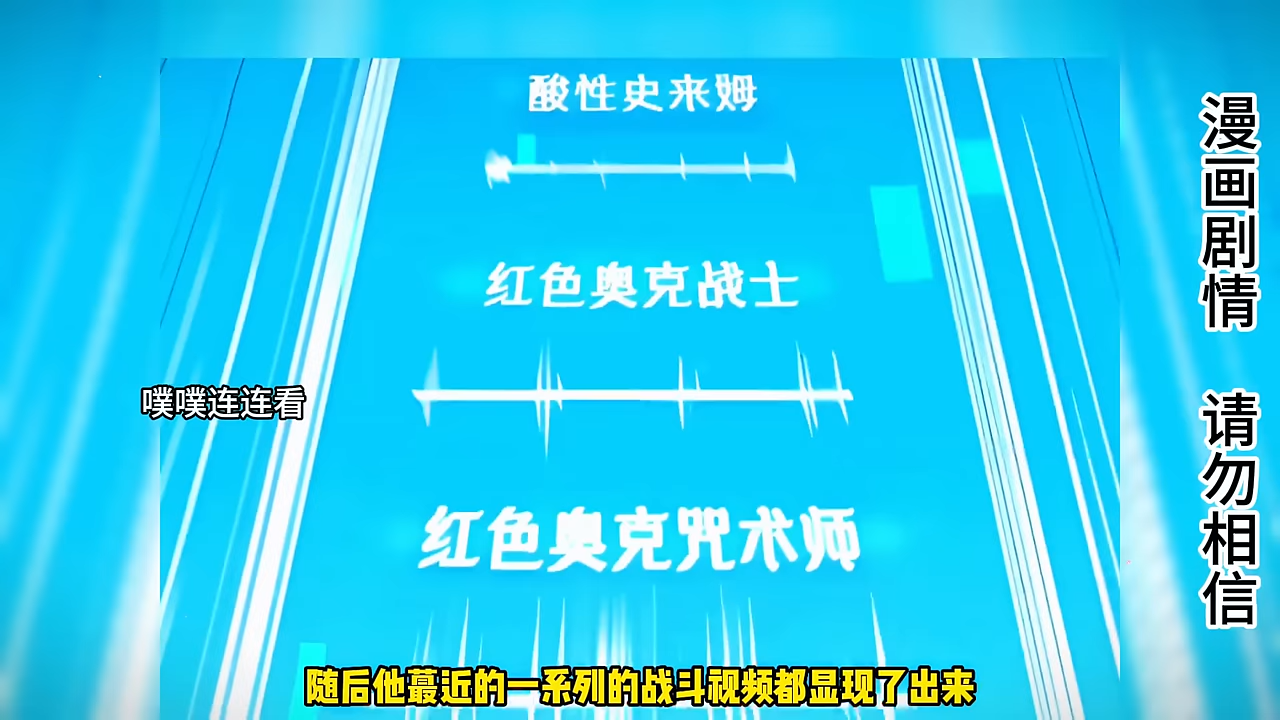 酸性史来姆
红色奥克战士
红色奥克咒术师
噗噗连连看
随后他蕞近的一系列的战斗视频都显现了出来
漫画剧情 请勿相信